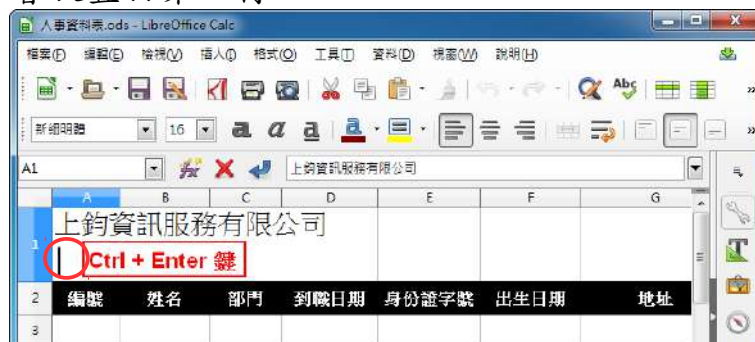 人事資料表.ods - LibreOffice Calc
檔案(F) 編輯(E) 檢視(V) 插入(I) 格式(O) 工具(T) 資料(D) 視窗(W) 說明(H)
Abc
新細明體 16 a a a a
A1 上鈞資訊服務有限公司
A B C D E F G
1 上鈞資訊服務有限公司
Ctrl + Enter 鍵
2 編號 姓名 部門 到職日期 身份證字號 出生日期 地址
3